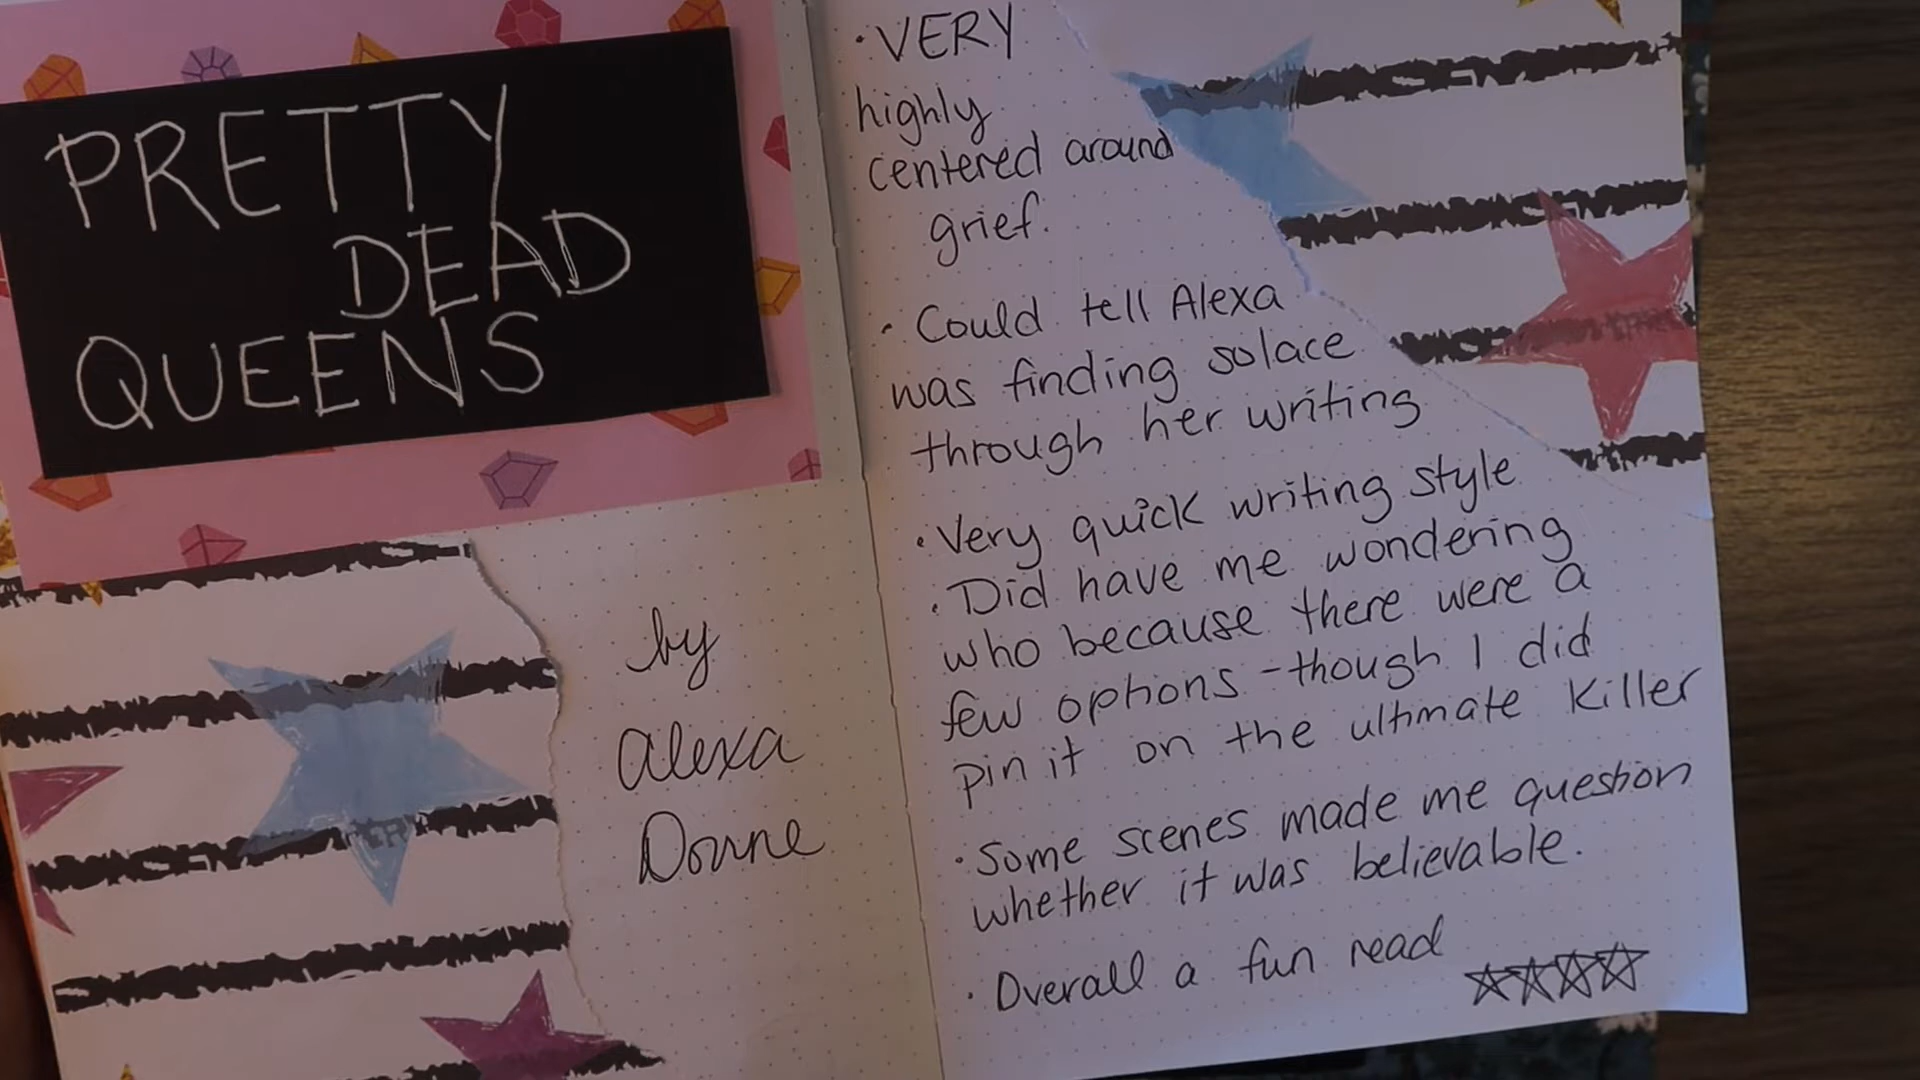 PRETTY
DEAD
QUEENS
by
Alexa
Donne
• VERY
highly
centered around
grief.
• Could tell Alexa
was finding solace
through her writing
• Very quick writing style
• Did have me wondering
who because there were a
few options - though I did
pin it on the ultimate killer
• Some scenes made me question
whether it was believable.
• Overall a fun read